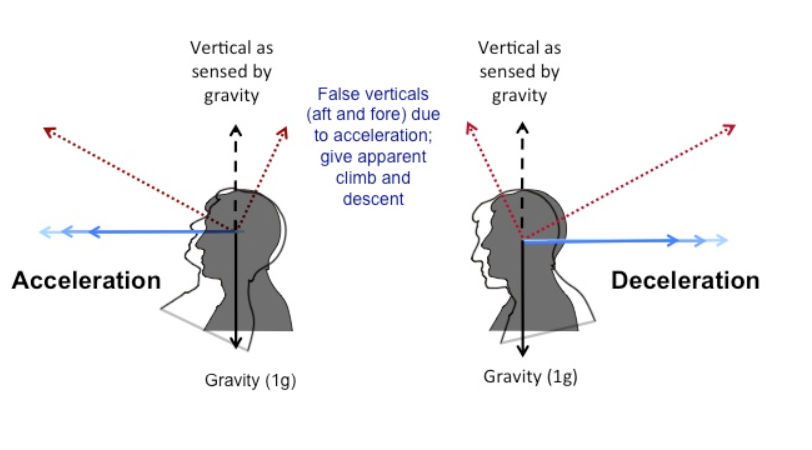 Vertical as
sensed by
gravity
False verticals
(aft and fore) due
to acceleration;
give apparent
climb and
descent
Vertical as
sensed by
gravity
Acceleration
Deceleration
Gravity (1g)
Gravity (1g)